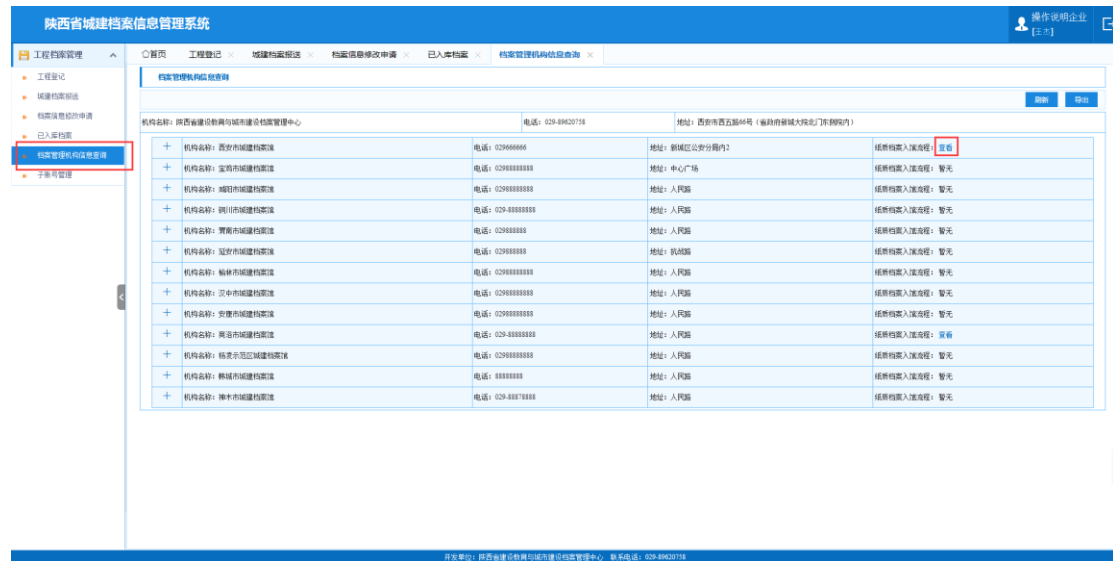 陕西省城建档案信息管理系统
操作说明企业
[王杰]
工程档案管理
首页 工程登记 × 城建档案报送 × 档案信息修改申请 × 已入库档案 × 档案管理机构信息查询 ×
工程登记
城建档案报送
档案信息修改申请
已入库档案
档案管理机构信息查询
子账号管理
档案管理机构信息查询
刷新 导出
机构名称：陕西省建设教育与城市建设档案管理中心 电话：029-89620758 地址：西安市西五路66号（省政府新城大院北门东侧院内）
+ 机构名称：西安市城建档案馆 电话：029666666 地址：新城区公安分局内2 纸质档案入馆流程：查看
+ 机构名称：宝鸡市城建档案馆 电话：02988888888 地址：中心广场 纸质档案入馆流程：暂无
+ 机构名称：咸阳市城建档案馆 电话：02988888888 地址：人民路 纸质档案入馆流程：暂无
+ 机构名称：铜川市城建档案馆 电话：029-88888888 地址：人民路 纸质档案入馆流程：暂无
+ 机构名称：渭南市城建档案馆 电话：029888888 地址：人民路 纸质档案入馆流程：暂无
+ 机构名称：延安市城建档案馆 电话：029888888 地址：抗战路 纸质档案入馆流程：暂无
+ 机构名称：榆林市城建档案馆 电话：02988888888 地址：人民路 纸质档案入馆流程：暂无
+ 机构名称：汉中市城建档案馆 电话：02988888888 地址：人民路 纸质档案入馆流程：暂无
+ 机构名称：安康市城建档案馆 电话：02988888888 地址：人民路 纸质档案入馆流程：暂无
+ 机构名称：商洛市城建档案馆 电话：029-88888888 地址：人民路 纸质档案入馆流程：查看
+ 机构名称：杨凌示范区城建档案馆 电话：02988888888 地址：人民路 纸质档案入馆流程：暂无
+ 机构名称：韩城市城建档案馆 电话：88888888 地址：人民路 纸质档案入馆流程：暂无
+ 机构名称：神木市城建档案馆 电话：029-88878888 地址：人民路 纸质档案入馆流程：暂无
开发单位：陕西省建设教育与城市建设档案管理中心 联系电话：029-89620758